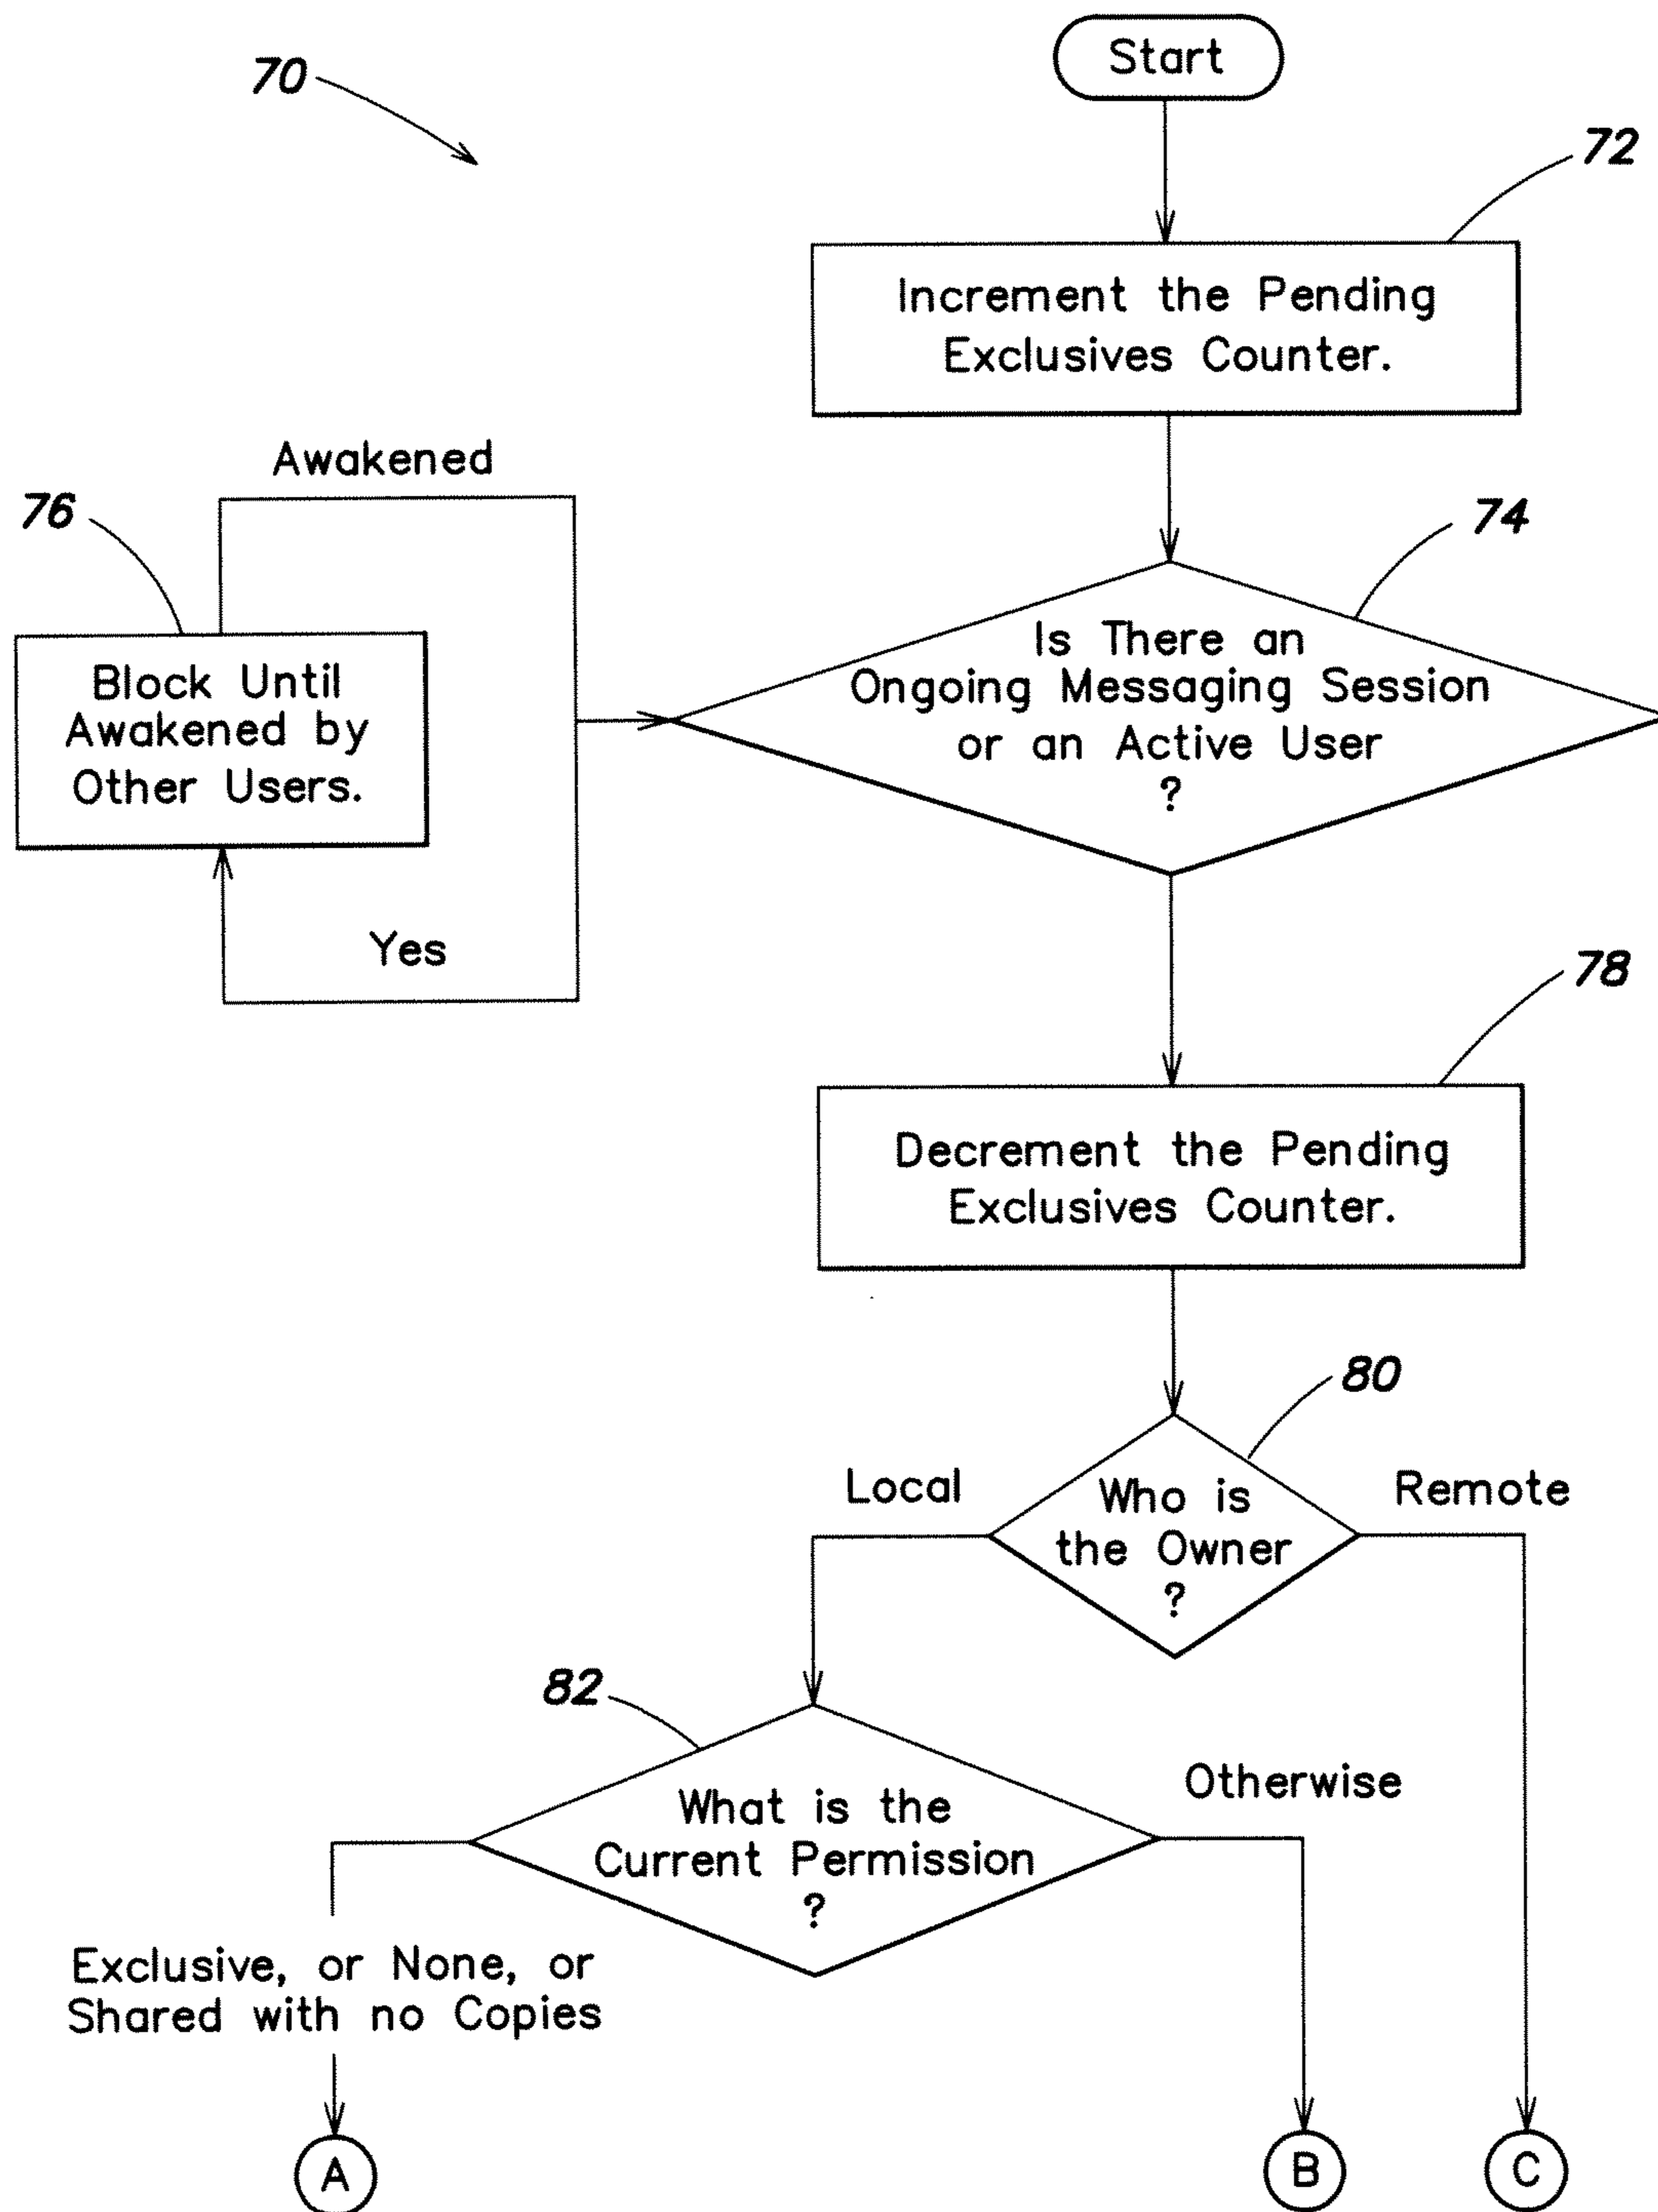 Start
70
72
Increment the Pending
Exclusives Counter.
Awakened
76
74
Block Until
Awakened by
Other Users.
Is There an
Ongoing Messaging Session
or an Active User
?
Yes
78
Decrement the Pending
Exclusives Counter.
80
Local
Who is
the Owner
?
Remote
82
What is the
Current Permission
?
Otherwise
Exclusive, or None, or
Shared with no Copies
A
B
C